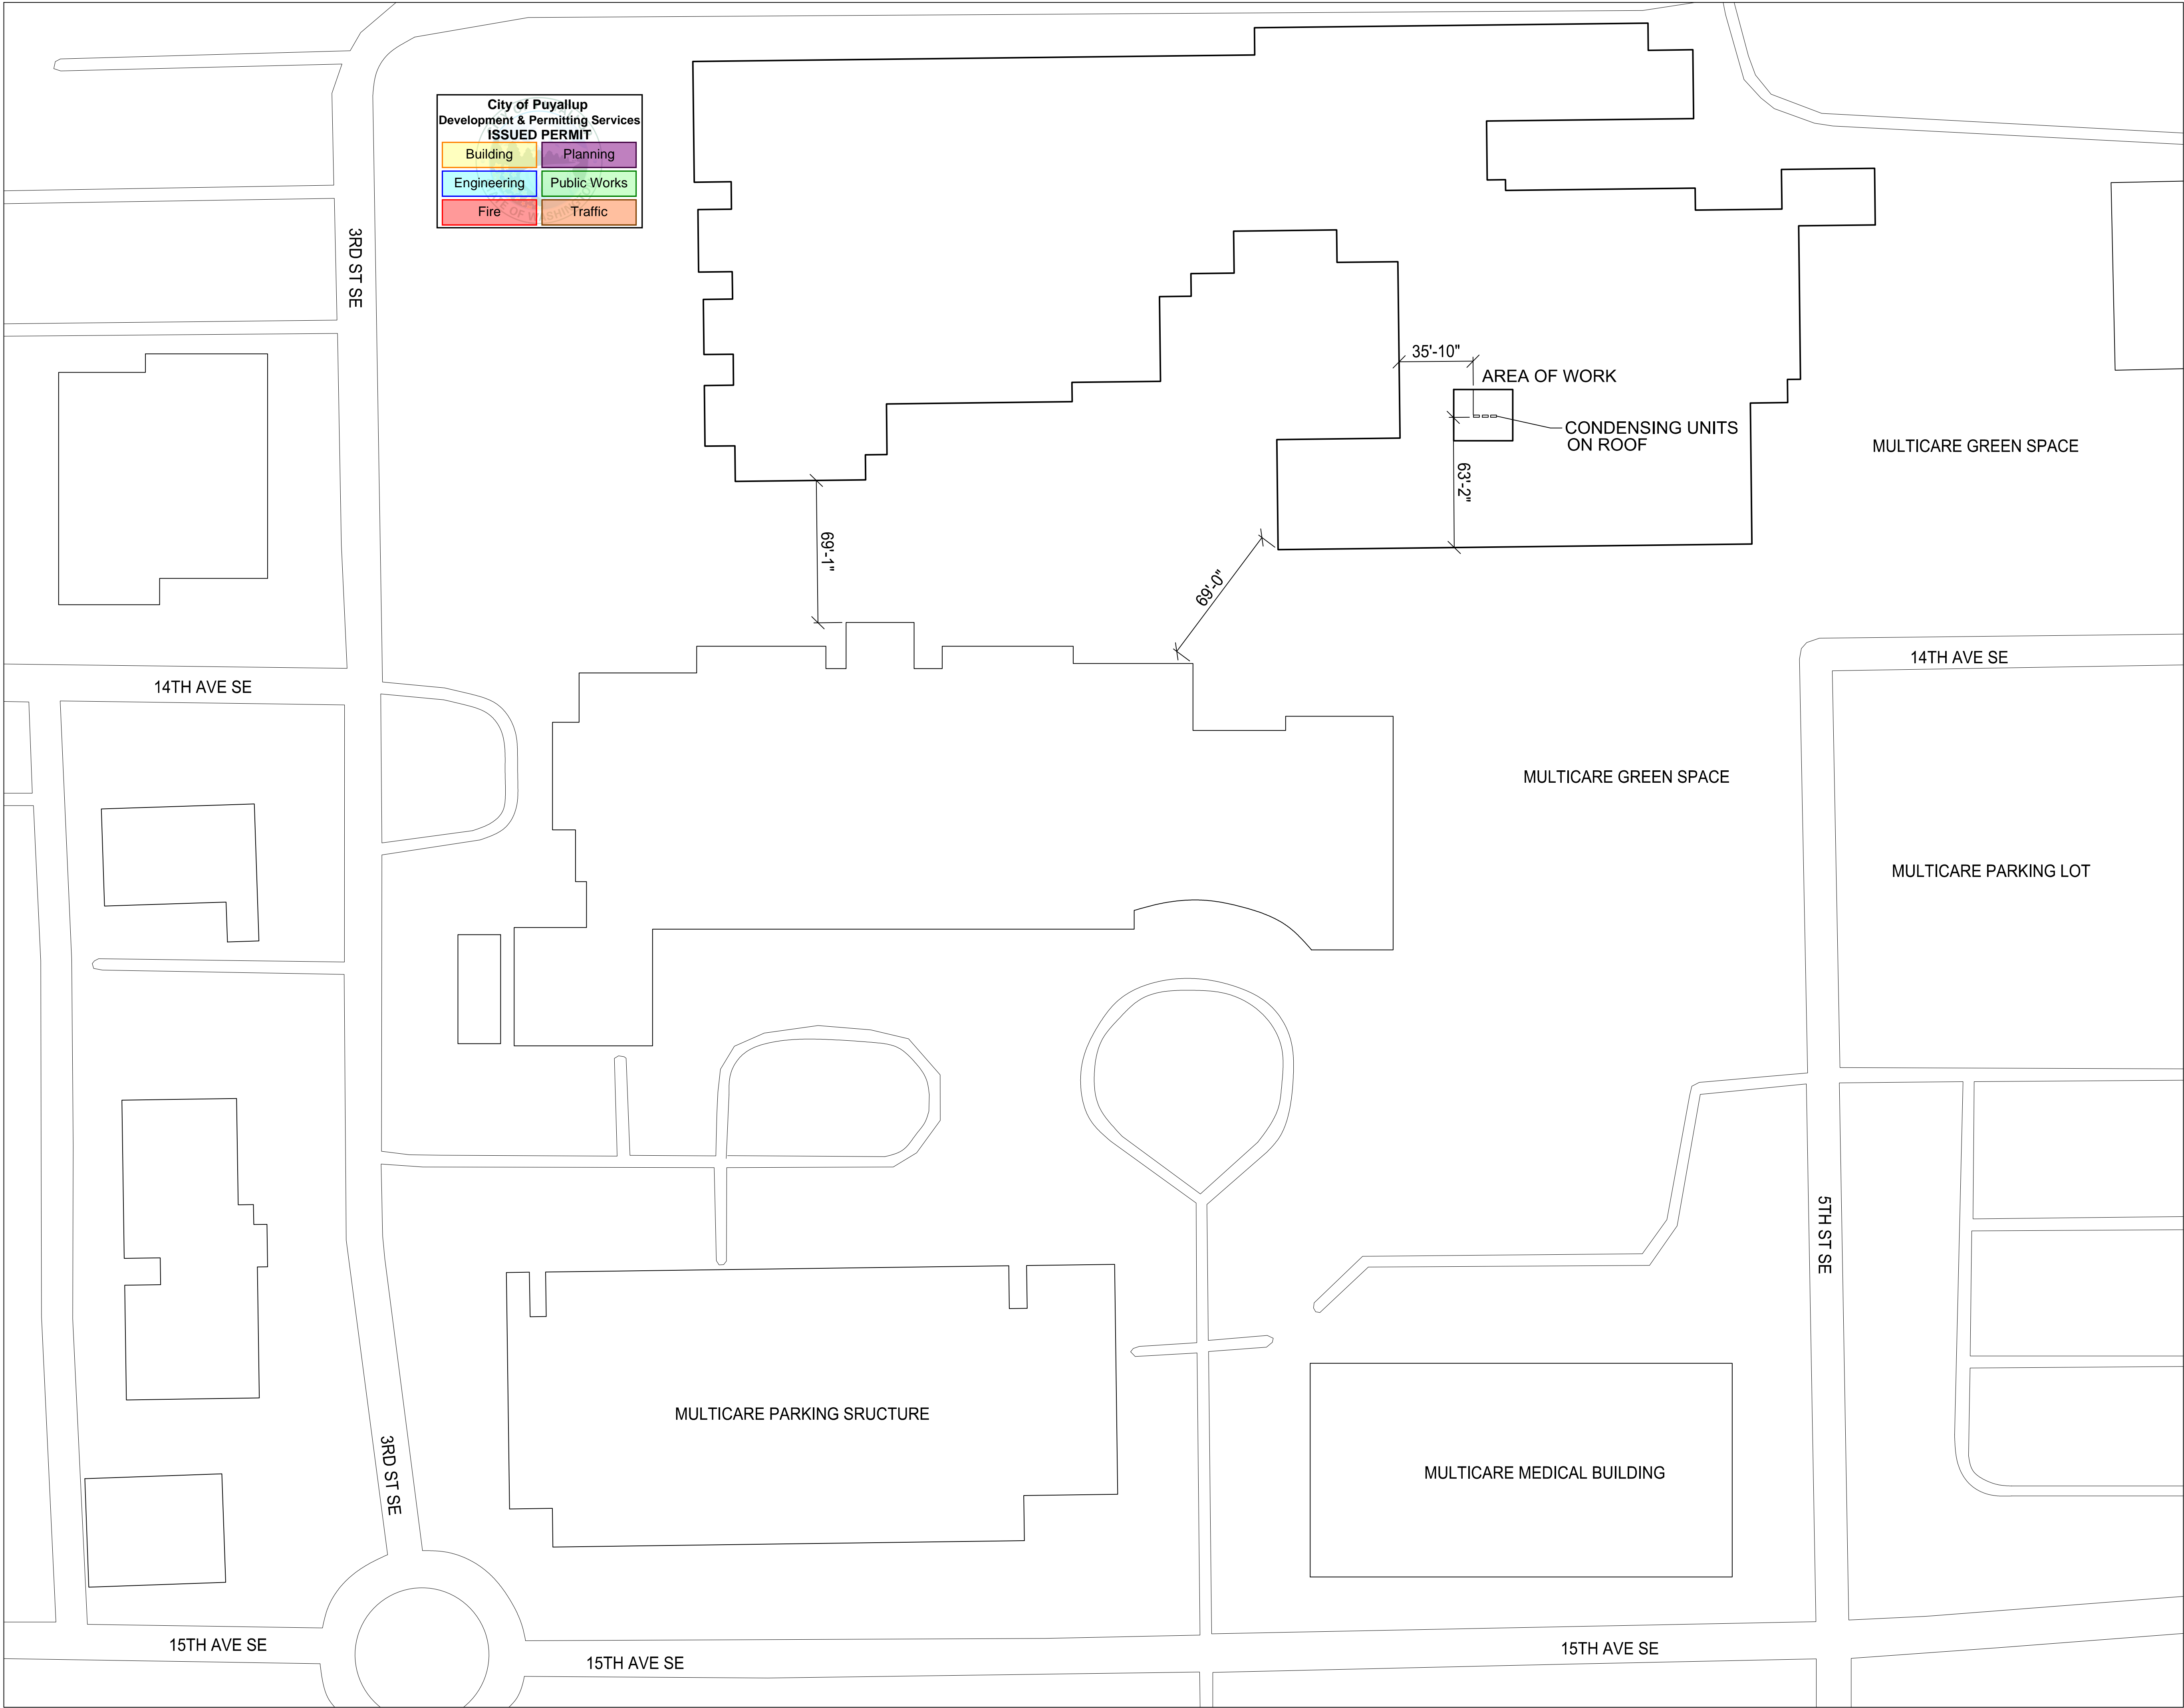 City of Puyallup
Development & Permitting Services
ISSUED PERMIT
Building
Planning
Engineering
Public Works
Fire
Traffic
OF WASHIN
3RD ST SE
35'-10"
AREA OF WORK
CONDENSING UNITS
ON ROOF
MULTICARE GREEN SPACE
63'-2"
69'-1"
69'-0"
14TH AVE SE
14TH AVE SE
MULTICARE GREEN SPACE
MULTICARE PARKING LOT
5TH ST SE
MULTICARE PARKING SRUCTURE
3RD ST SE
MULTICARE MEDICAL BUILDING
15TH AVE SE
15TH AVE SE
15TH AVE SE